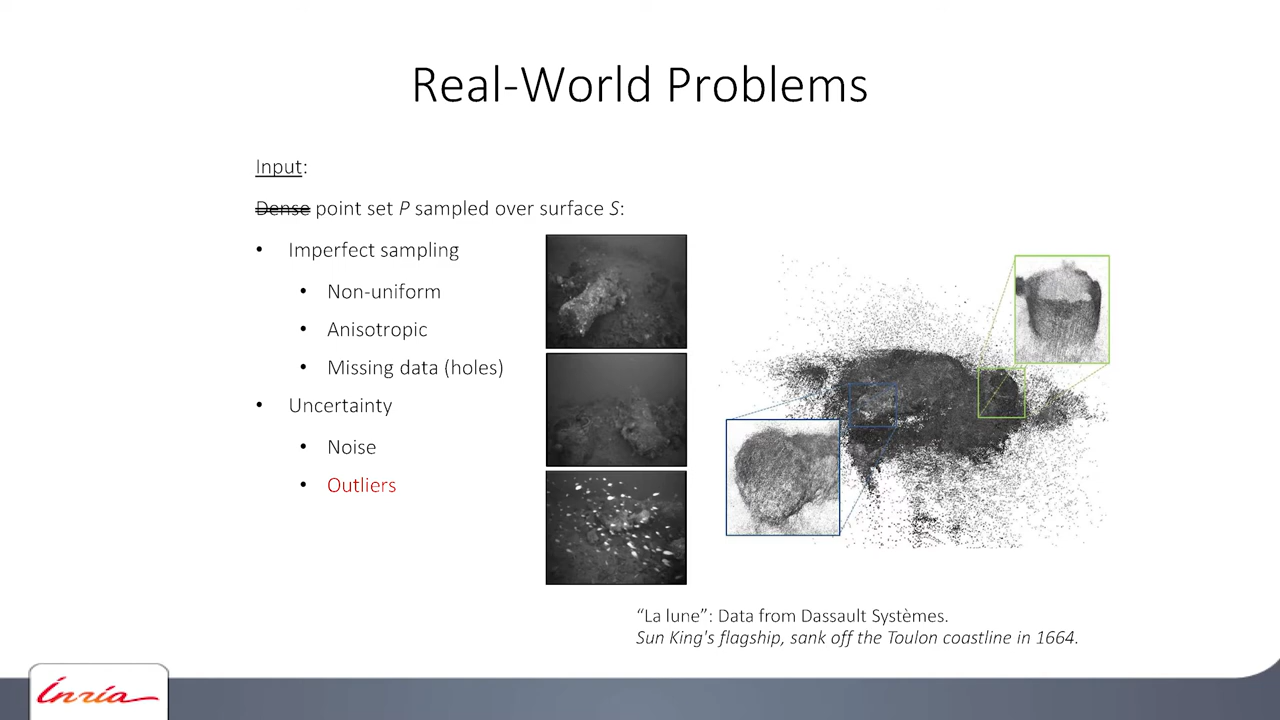 Real-World Problems
Input:
Dense point set P sampled over surface S:
• Imperfect sampling
• Non-uniform
• Anisotropic
• Missing data (holes)
• Uncertainty
• Noise
• Outliers
“La lune”: Data from Dassault Systèmes.
Sun King's flagship, sank off the Toulon coastline in 1664.
Inria